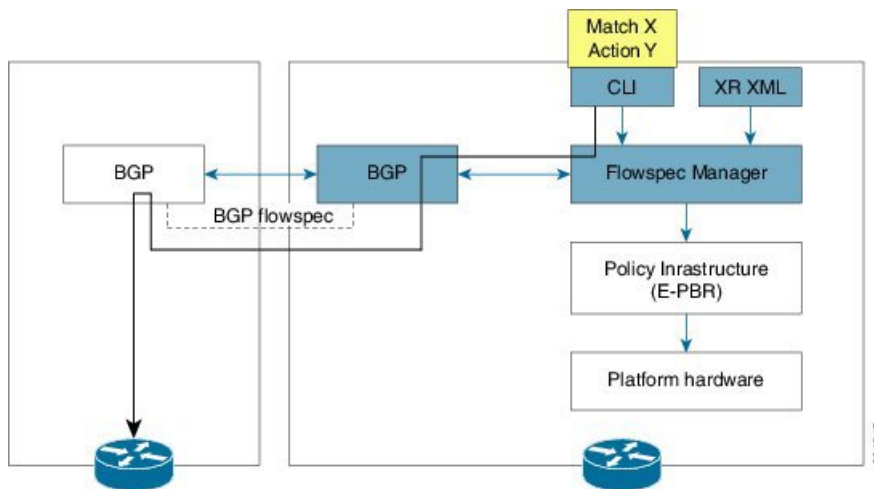 Match X
Action Y
CLI
XR XML
BGP
BGP
Flowspec Manager
BGP flowspec
Policy Inrastructure
(E-PBR)
Platform hardware